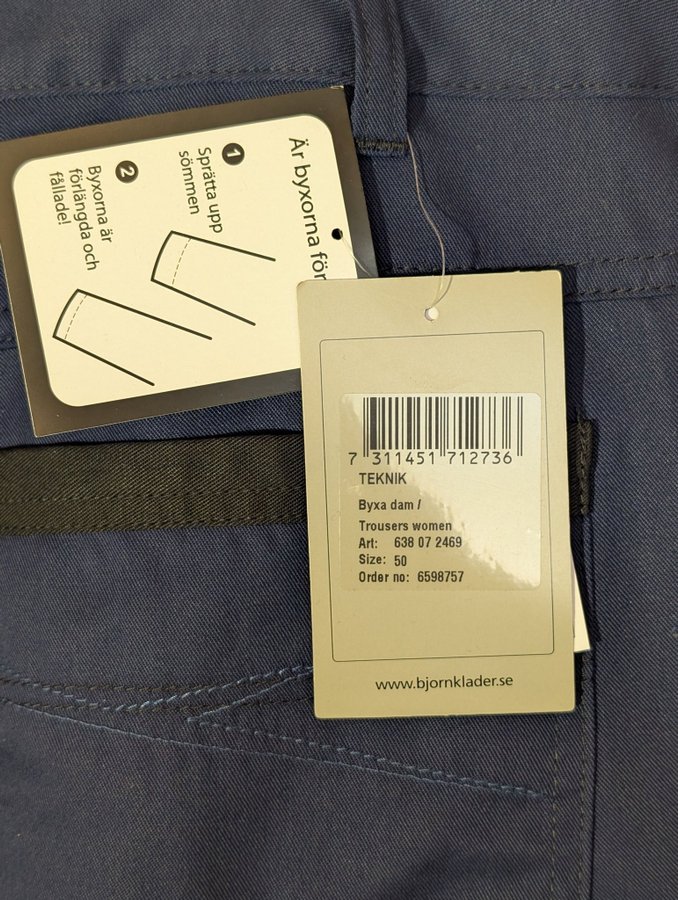 Är byxorna för
1
Sprätta upp
sömmen
2
Byxorna är
förlängda och
fållade!
7 311451 712736
TEKNIK
Byxa dam /
Trousers women
Art: 638 07 2469
Size: 50
Order no: 6598757
www.bjornklader.se